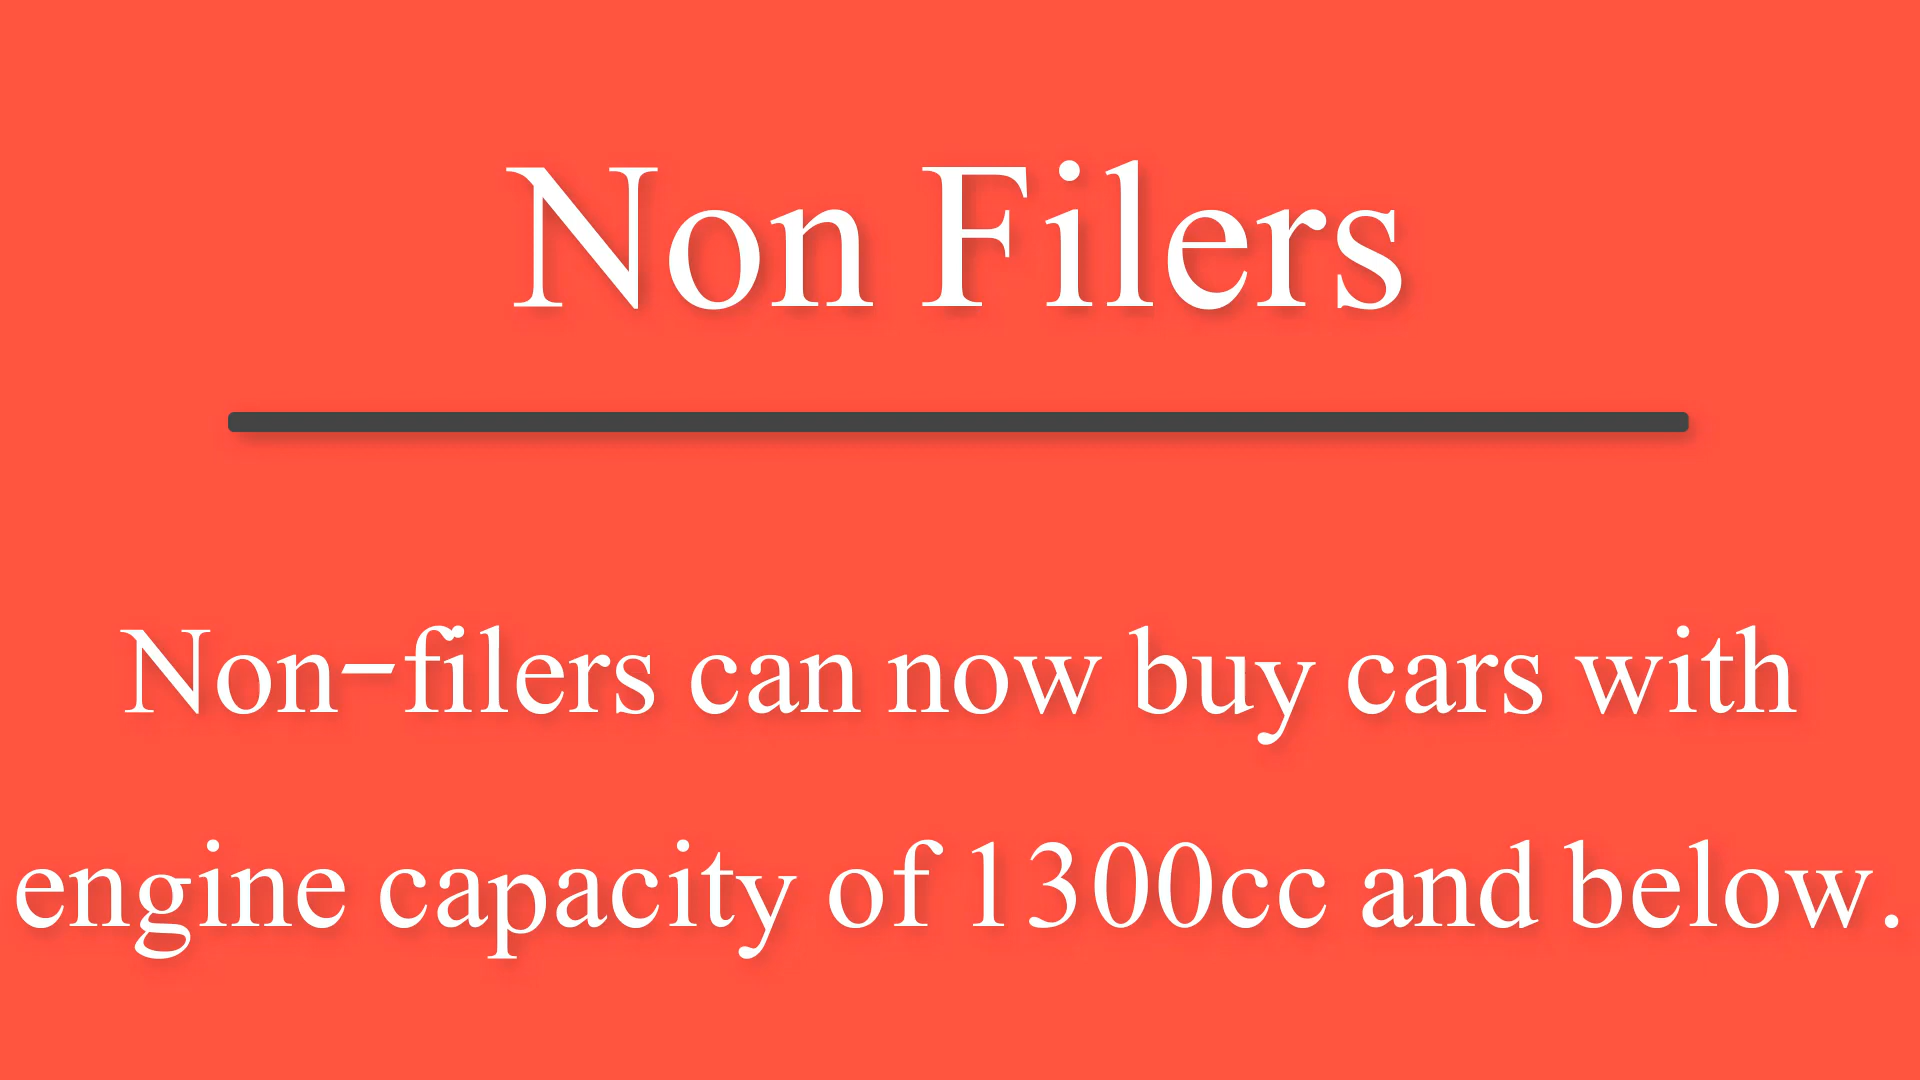 Non Filers
Non-filers can now buy cars with
engine capacity of 1300cc and below.